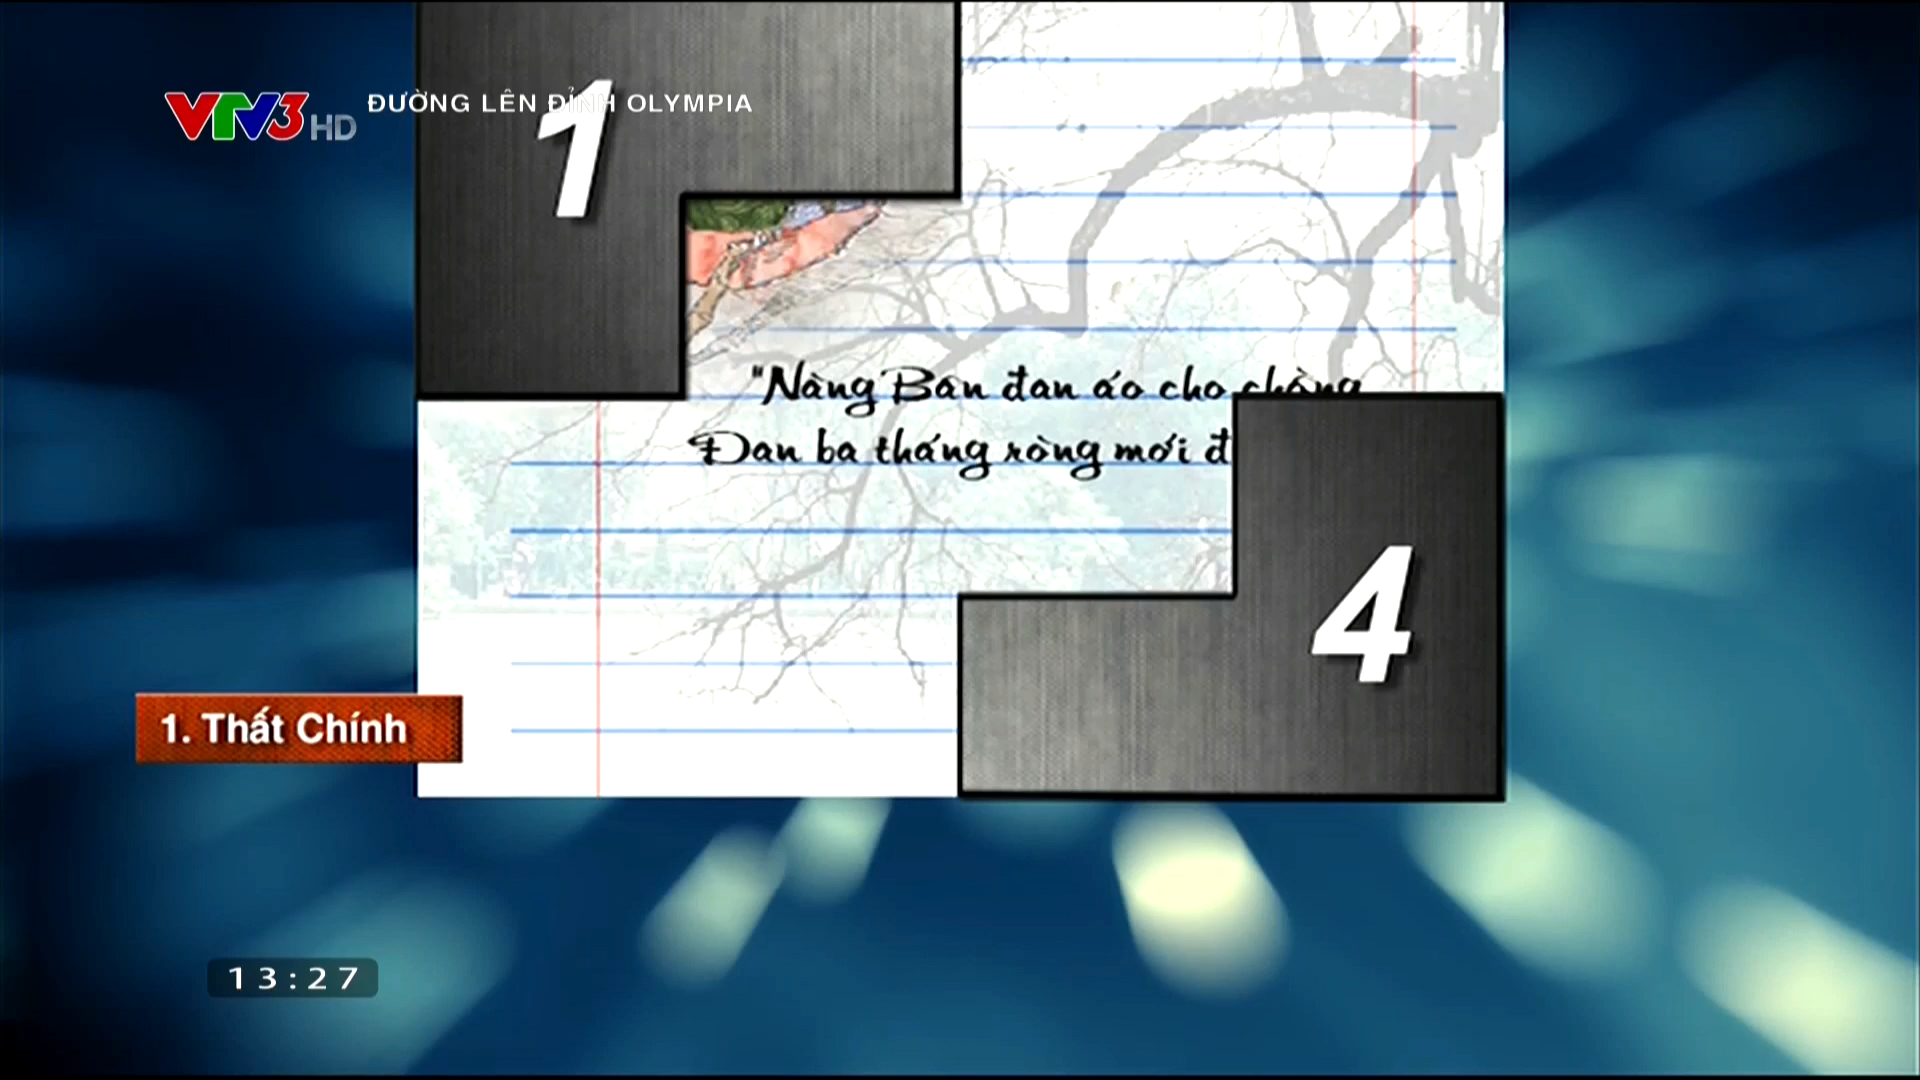 VTV3 HD
ĐƯỜNG LÊN ĐỈNH OLYMPIA
1
"Nàng Bân đan áo cho chồng
Đan ba tháng ròng mới đ
4
1. Thất Chính
13:27